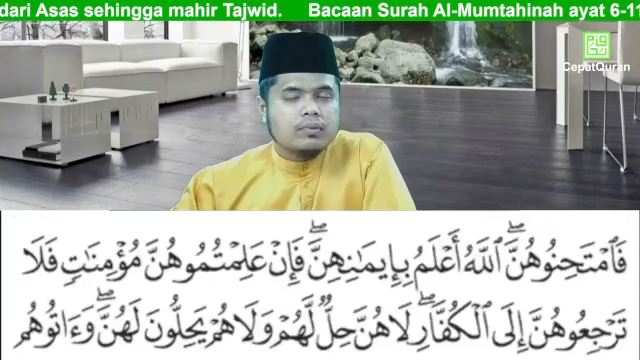 dari Asas sehingga mahir Tajwid. Bacaan Surah Al-Mumtahinah ayat 6-11
CepatQuran
فَٱمْتَحِنُوهُنَّ ۖ ٱللَّهُ أَعْلَمُ بِإِيمَـٰنِهِنَّ ۖ فَإِنْ عَلِمْتُمُوهُنَّ مُؤْمِنَـٰتٍ فَلَا
تَرْجِعُوهُنَّ إِلَى ٱلْكُفَّارِ ۖ لَا هُنَّ حِلٌّ لَّهُمْ وَلَا هُمْ يَحِلُّونَ لَهُنَّ ۖ وَءَاتُوهُم